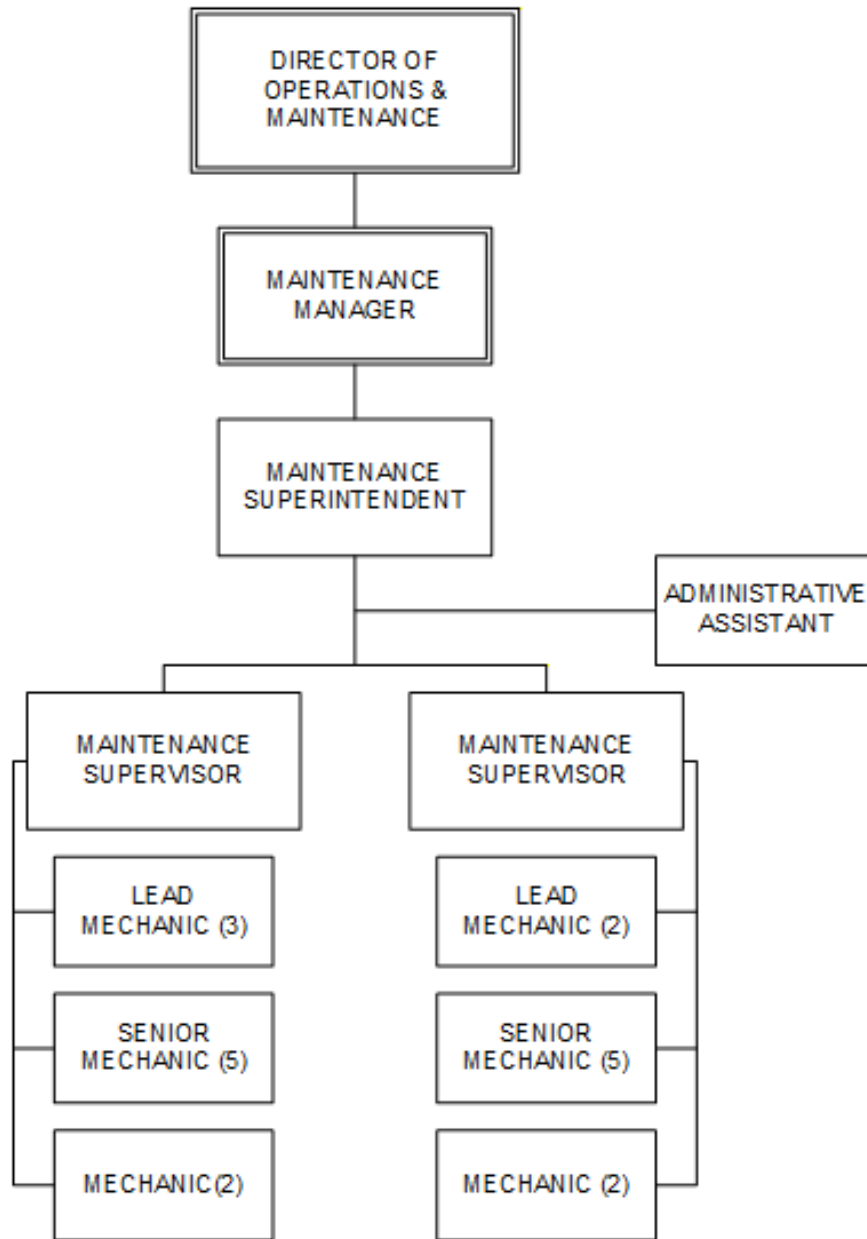 DIRECTOR OF
OPERATIONS &
MAINTENANCE
MAINTENANCE
MANAGER
MAINTENANCE
SUPERINTENDENT
ADMINISTRATIVE
ASSISTANT
MAINTENANCE
SUPERVISOR
MAINTENANCE
SUPERVISOR
LEAD
MECHANIC (3)
LEAD
MECHANIC (2)
SENIOR
MECHANIC (5)
SENIOR
MECHANIC (5)
MECHANIC(2)
MECHANIC (2)